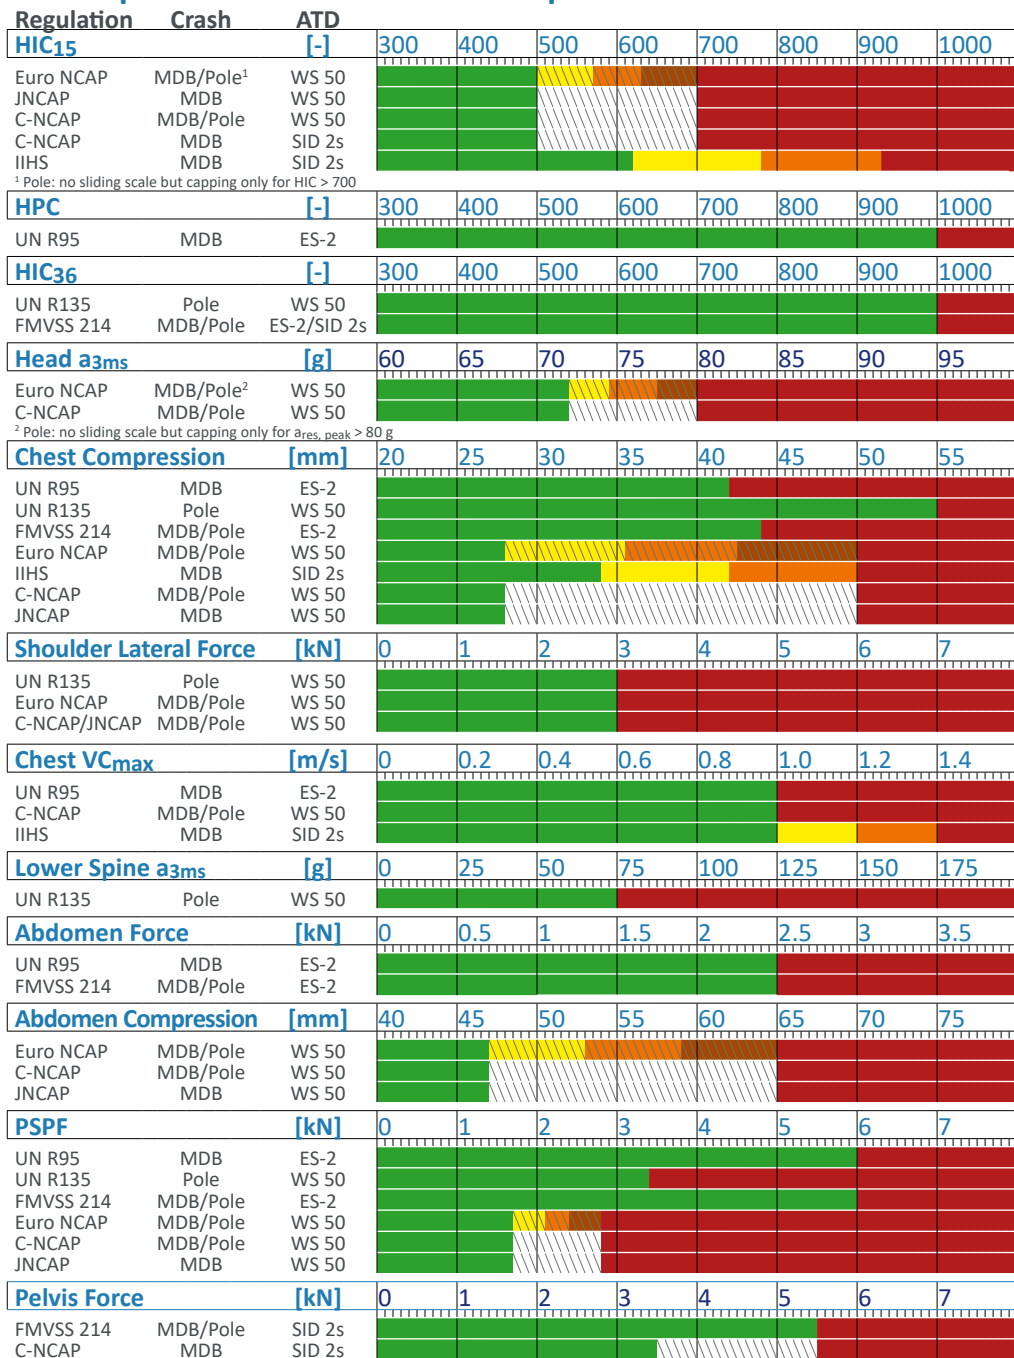 Regulation Crash ATD
HIC15 [-] 300 400 500 600 700 800 900 1000
Euro NCAP MDB/Pole1 WS 50
JNCAP MDB WS 50
C-NCAP MDB/Pole WS 50
C-NCAP MDB SID 2s
IIHS MDB SID 2s
1 Pole: no sliding scale but capping only for HIC > 700
HPC [-] 300 400 500 600 700 800 900 1000
UN R95 MDB ES-2
HIC36 [-] 300 400 500 600 700 800 900 1000
UN R135 Pole WS 50
FMVSS 214 MDB/Pole ES-2/SID 2s
Head a3ms [g] 60 65 70 75 80 85 90 95
Euro NCAP MDB/Pole2 WS 50
C-NCAP MDB/Pole WS 50
2 Pole: no sliding scale but capping only for ares, peak > 80 g
Chest Compression [mm] 20 25 30 35 40 45 50 55
UN R95 MDB ES-2
UN R135 Pole WS 50
FMVSS 214 MDB/Pole ES-2
Euro NCAP MDB/Pole WS 50
IIHS MDB SID 2s
C-NCAP MDB/Pole WS 50
JNCAP MDB WS 50
Shoulder Lateral Force [kN] 0 1 2 3 4 5 6 7
UN R135 Pole WS 50
Euro NCAP MDB/Pole WS 50
C-NCAP/JNCAP MDB/Pole WS 50
Chest VCmax [m/s] 0 0.2 0.4 0.6 0.8 1.0 1.2 1.4
UN R95 MDB ES-2
C-NCAP MDB/Pole WS 50
IIHS MDB SID 2s
Lower Spine a3ms [g] 0 25 50 75 100 125 150 175
UN R135 Pole WS 50
Abdomen Force [kN] 0 0.5 1 1.5 2 2.5 3 3.5
UN R95 MDB ES-2
FMVSS 214 MDB/Pole ES-2
Abdomen Compression [mm] 40 45 50 55 60 65 70 75
Euro NCAP MDB/Pole WS 50
C-NCAP MDB/Pole WS 50
JNCAP MDB WS 50
PSPF [kN] 0 1 2 3 4 5 6 7
UN R95 MDB ES-2
UN R135 Pole WS 50
FMVSS 214 MDB/Pole ES-2
Euro NCAP MDB/Pole WS 50
C-NCAP MDB/Pole WS 50
JNCAP MDB WS 50
Pelvis Force [kN] 0 1 2 3 4 5 6 7
FMVSS 214 MDB/Pole SID 2s
C-NCAP MDB SID 2s